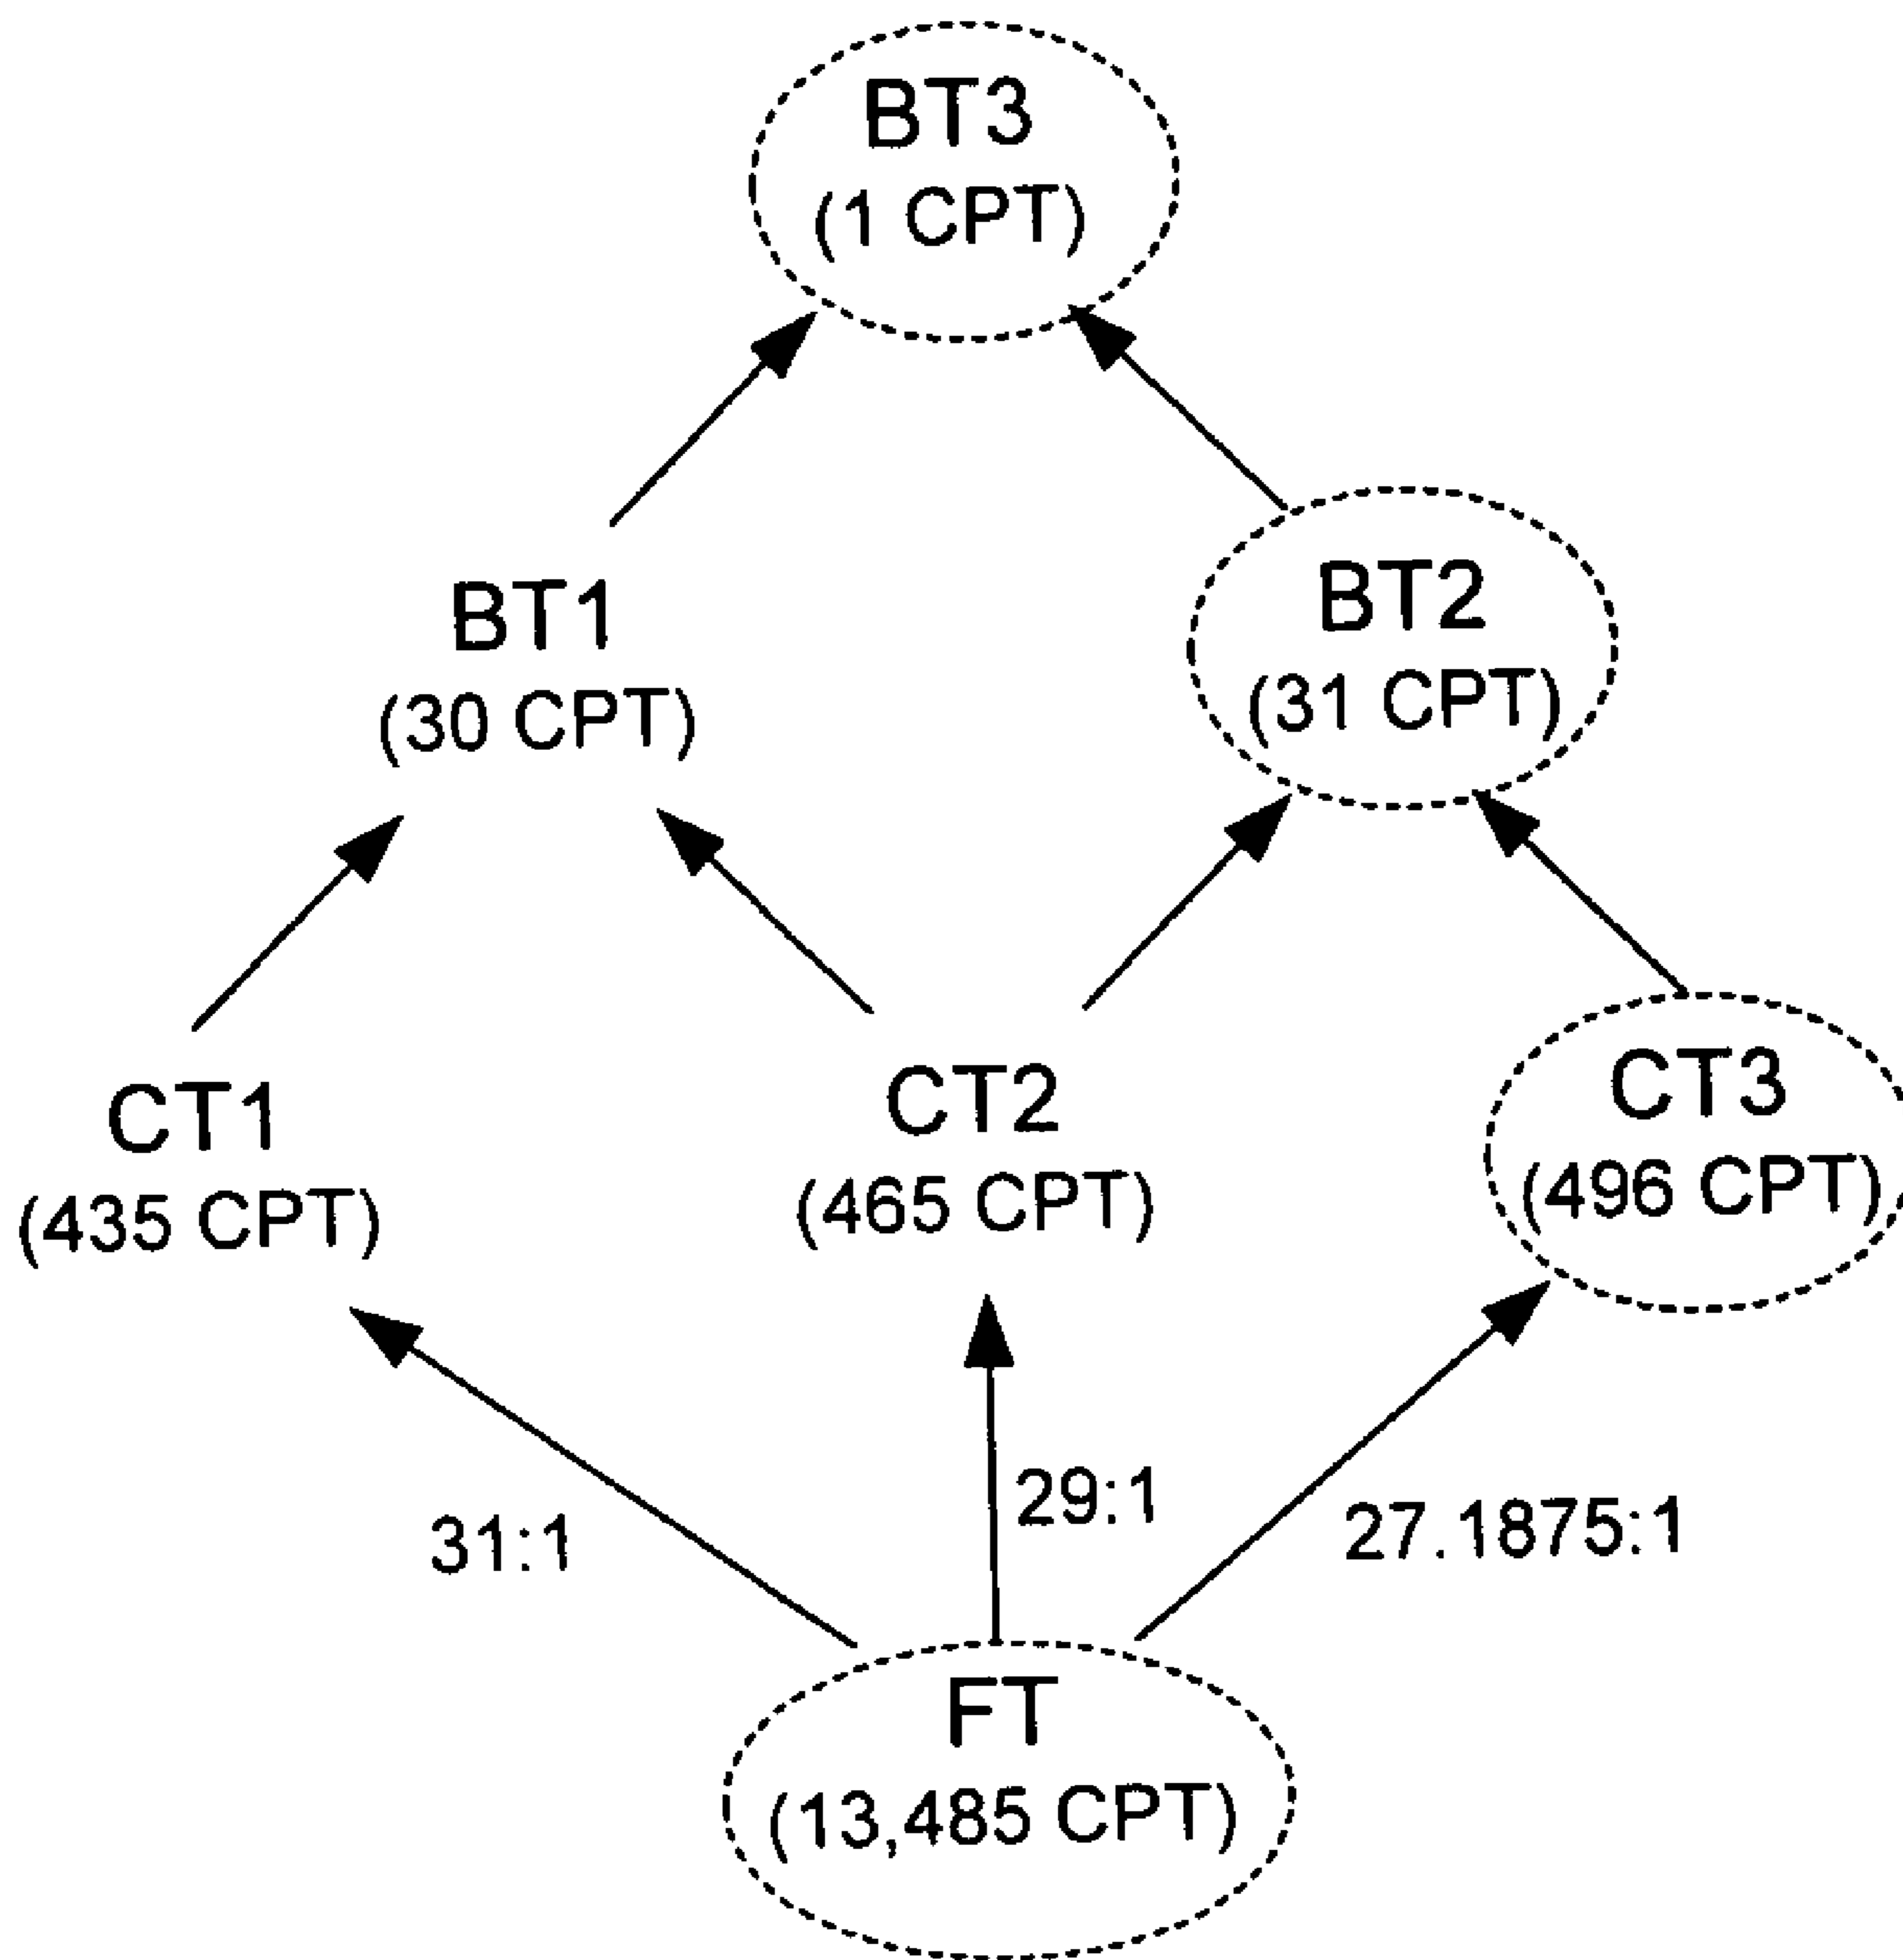 BT3
(1 CPT)
BT1
(30 CPT)
BT2
(31 CPT)
CT1
(435 CPT)
CT2
(465 CPT)
CT3
(496 CPT)
31:1
29:1
27.1875:1
FT
(13,485 CPT)